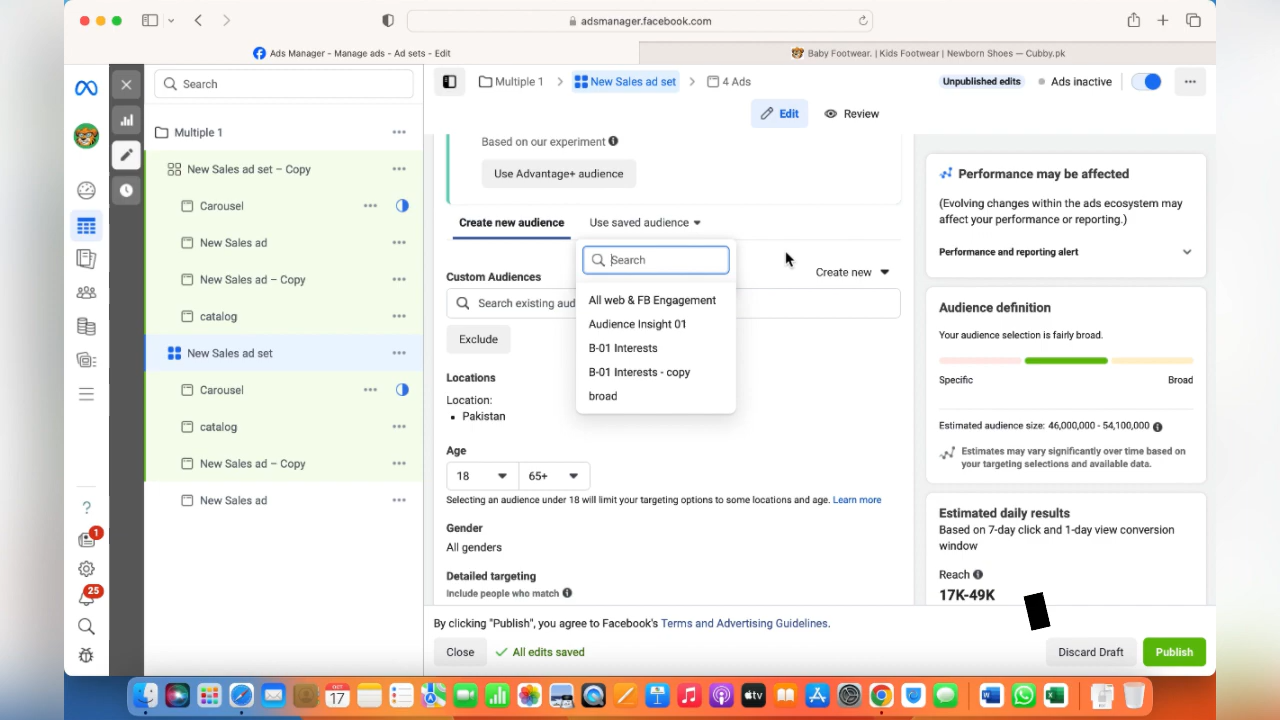 adsmanager.facebook.com
Ads Manager - Manage ads - Ad sets - Edit
Baby Footwear. | Kids Footwear | Newborn Shoes — Cubby.pk
Search
Multiple 1
New Sales ad set – Copy
Carousel
New Sales ad
New Sales ad – Copy
catalog
New Sales ad set
Carousel
catalog
New Sales ad – Copy
New Sales ad
1
25
Multiple 1
New Sales ad set
4 Ads
Unpublished edits
Ads inactive
Edit
Review
Based on our experiment
Use Advantage+ audience
Create new audience
Use saved audience
Search
All web & FB Engagement
Audience Insight 01
B-01 Interests
B-01 Interests - copy
broad
Custom Audiences
Create new
Search existing aud
Exclude
Locations
Location:
Pakistan
Age
18
65+
Selecting an audience under 18 will limit your targeting options to some locations and age. Learn more
Gender
All genders
Detailed targeting
Include people who match
Performance may be affected
(Evolving changes within the ads ecosystem may
affect your performance or reporting.)
Performance and reporting alert
Audience definition
Your audience selection is fairly broad.
Specific
Broad
Estimated audience size: 46,000,000 - 54,100,000
Estimates may vary significantly over time based on
your targeting selections and available data.
Estimated daily results
Based on 7-day click and 1-day view conversion
window
Reach
17K-49K
By clicking "Publish", you agree to Facebook's Terms and Advertising Guidelines.
Close
All edits saved
Discard Draft
Publish
OCT
17
tv